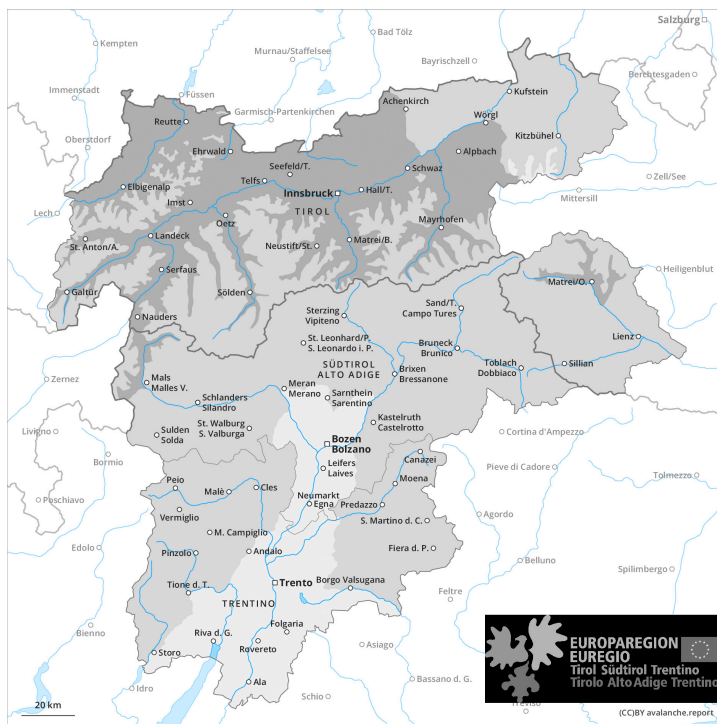 Salzburg
Kempten
Bad Tölz
Murnau/Staffelsee
Bayrischzell
Berchtesgaden
Immenstadt
Füssen
Kufstein
Achenkirch
Garmisch-Partenkirchen
Reutte
Wörgl
Kitzbühel
Oberstdorf
Ehrwald
Seefeld/T.
Alpbach
Schwaz
Telfs
Zell/See
Elbigenalp
Innsbruck
Hall/T.
Mittersill
Imst
Lech
TIROL
Oetz
Mayrhofen
Landeck
St. Anton/A.
Neustift/St.
Matrei/B.
Serfaus
Heiligenblut
Matrei/O.
Galtür
Sölden
Sand/T.
Campo Tures
Nauders
Sterzing
Vipiteno
Lienz
St. Leonhard/P.
S. Leonardo i. P.
Bruneck
Brunico
Toblach
Dobbiaco
Sillian
SÜDTIROL
ALTO ADIGE
Brixen
Bressanone
Zernez
Mals
Malles V.
Meran
Merano
Sarnthein
Sarentino
Schlanders
Silandro
Kastelruth
Castelrotto
Livigno
St. Walburg
S. Valburga
Sulden
Solda
Bozen
Bolzano
Cortina d'Ampezzo
Bormio
Canazei
Leifers
Laives
Pieve di Cadore
Tolmezzo
Moena
Peio
Malè
Cles
Neumarkt
Egna
Predazzo
Poschiavo
Vermiglio
Agordo
S. Martino d. C.
M. Campiglio
Edolo
Pinzolo
Andalo
Fiera d. P.
Belluno
Spilimbergo
Trento
Borgo Valsugana
Tione d. T.
Feltre
TRENTINO
Folgaria
Bienno
Riva d. G.
Rovereto
Asiago
Storo
Bassano d. G.
Ala
Idro
Schio
Treviso
EUROPAREGION
EUREGIO
Tirol Südtirol Trentino
Tirolo Alto Adige Trentino
20 km
(CC)BY avalanche.report